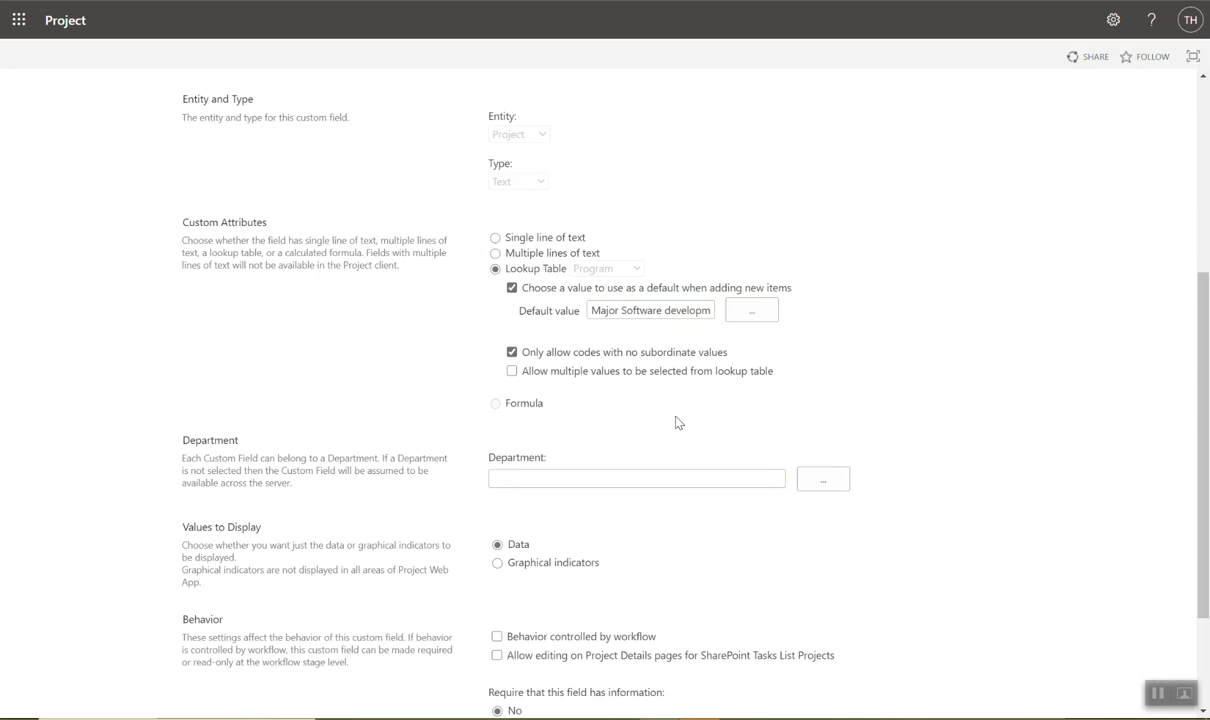 Project
?
TH
SHARE
FOLLOW
Entity and Type
The entity and type for this custom field.
Entity:
Project
Type:
Text
Custom Attributes
Choose whether the field has single line of text, multiple lines of
text, a lookup table, or a calculated formula. Fields with multiple
lines of text will not be available in the Project client.
Single line of text
Multiple lines of text
Lookup Table Program
Choose a value to use as a default when adding new items
Default value Major Software developm ...
Only allow codes with no subordinate values
Allow multiple values to be selected from lookup table
Formula
Department
Each Custom Field can belong to a Department. If a Department
is not selected then the Custom Field will be assumed to be
available across the server.
Department:
...
Values to Display
Choose whether you want just the data or graphical indicators to
be displayed.
Graphical indicators are not displayed in all areas of Project Web
App.
Data
Graphical indicators
Behavior
These settings affect the behavior of this custom field. If behavior
is controlled by workflow, this custom field can be made required
or read-only at the workflow stage level.
Behavior controlled by workflow
Allow editing on Project Details pages for SharePoint Tasks List Projects
Require that this field has information:
No